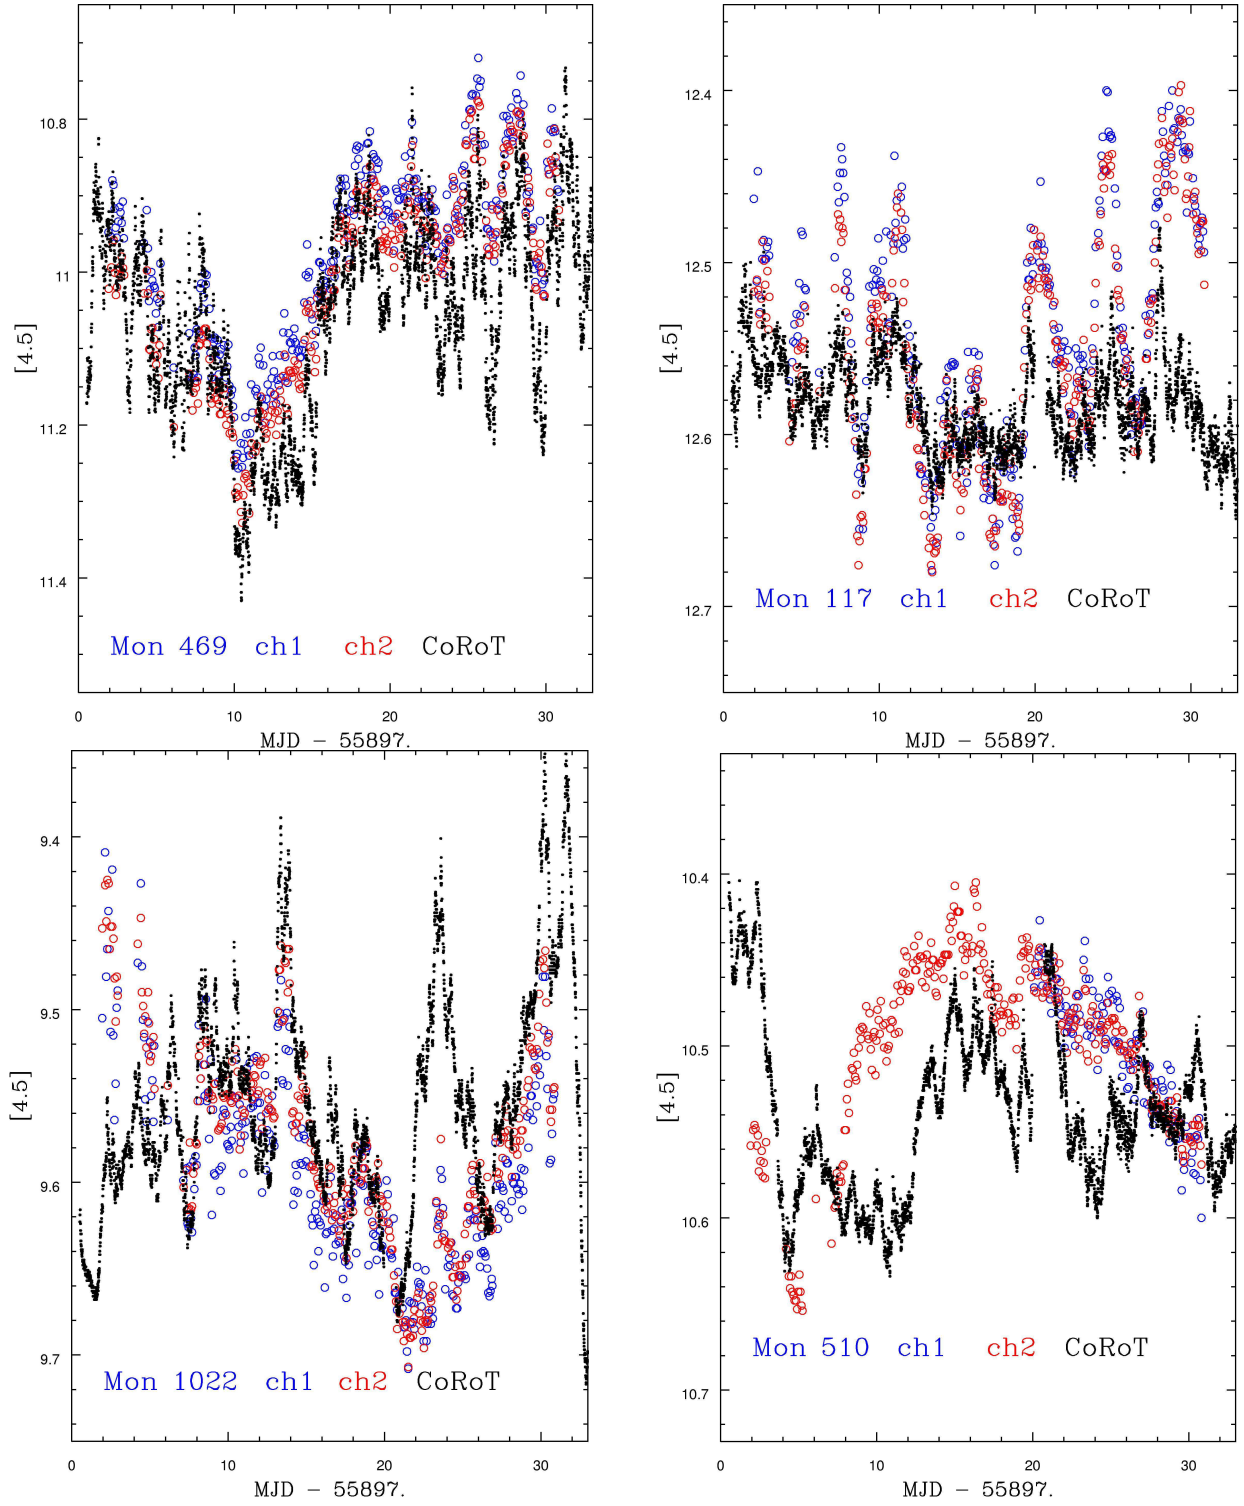 10.8
11
11.2
11.4
[4.5]
Mon 469 ch1 ch2 CoRoT
0 10 20 30
MJD − 55897.
12.4
12.5
12.6
12.7
[4.5]
Mon 117 ch1 ch2 CoRoT
0 10 20 30
MJD − 55897.
9.4
9.5
9.6
9.7
[4.5]
Mon 1022 ch1 ch2 CoRoT
0 10 20 30
MJD − 55897.
10.4
10.5
10.6
10.7
[4.5]
Mon 510 ch1 ch2 CoRoT
0 10 20 30
MJD − 55897.